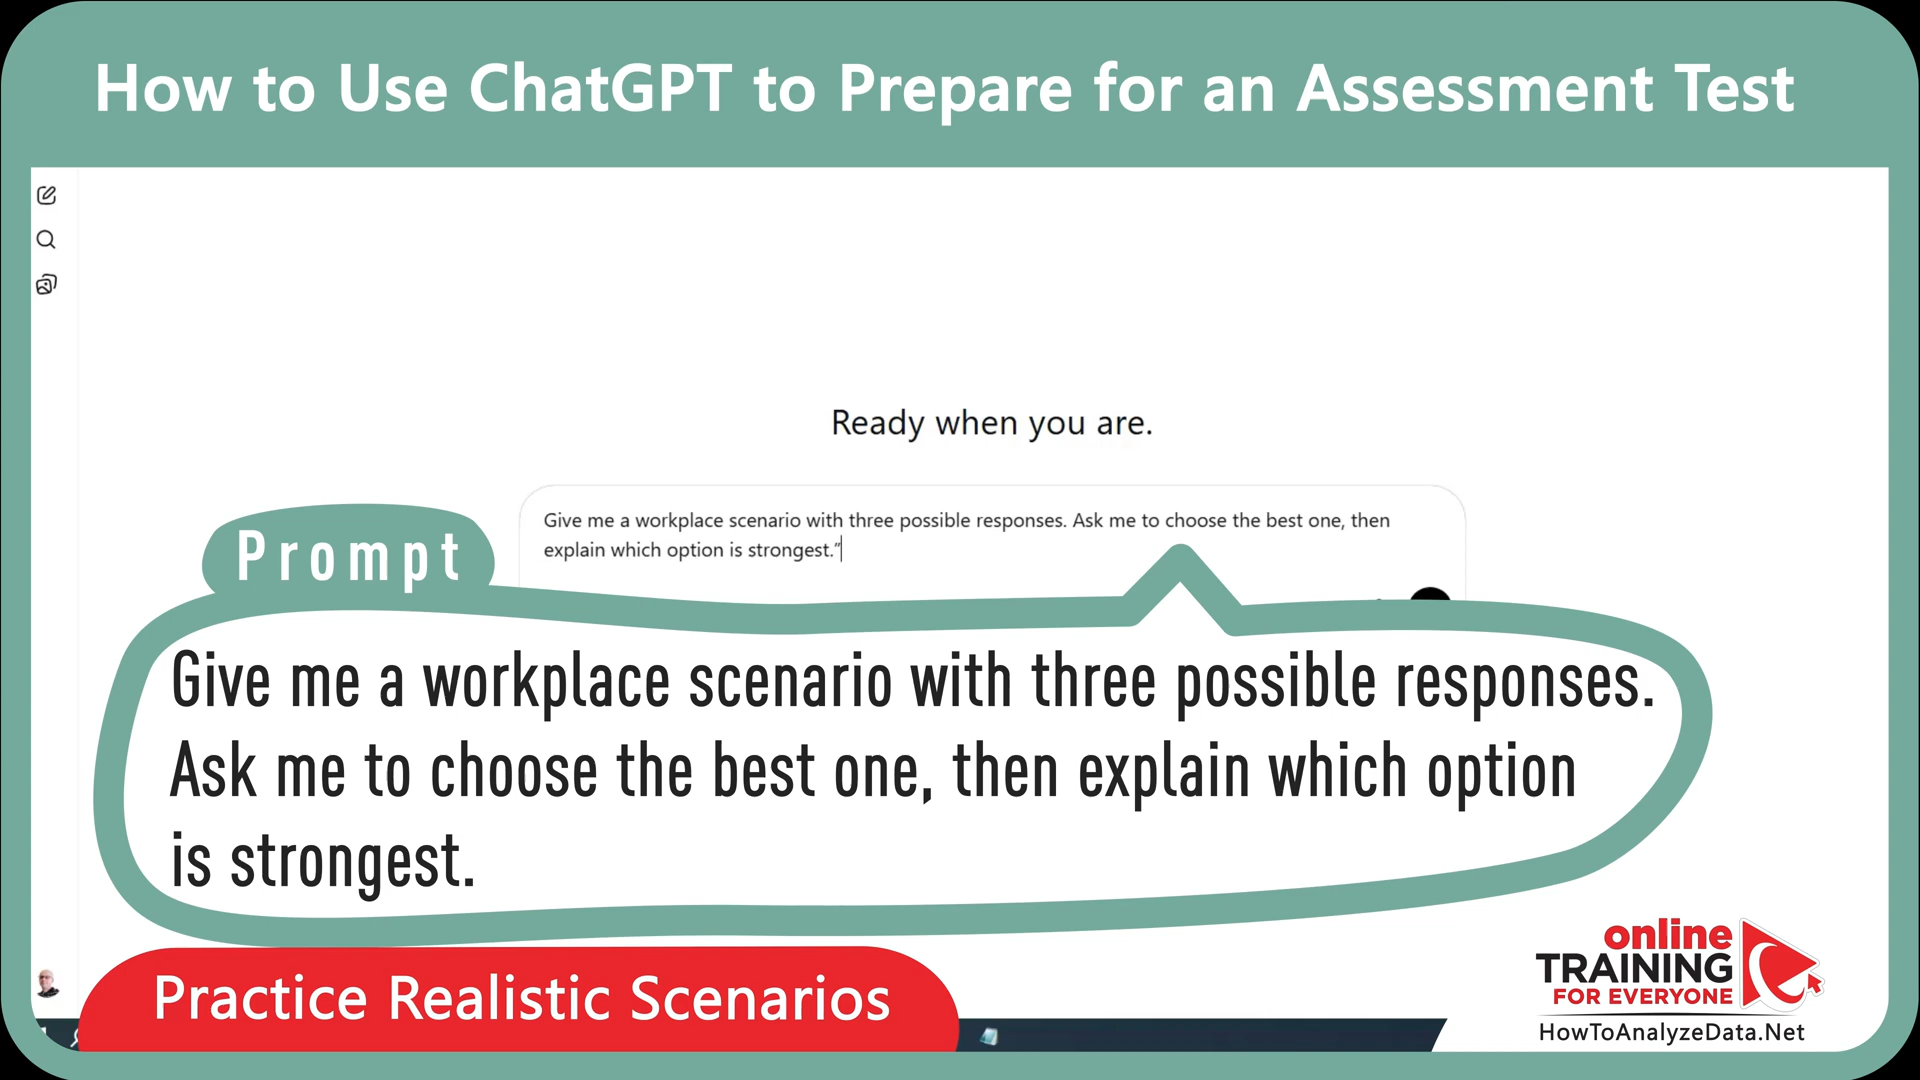 How to Use ChatGPT to Prepare for an Assessment Test
Ready when you are.
Give me a workplace scenario with three possible responses. Ask me to choose the best one, then
explain which option is strongest.”
Prompt
Give me a workplace scenario with three possible responses.
Ask me to choose the best one, then explain which option
is strongest.
Practice Realistic Scenarios
online
TRAINING
FOR EVERYONE
HowToAnalyzeData.Net